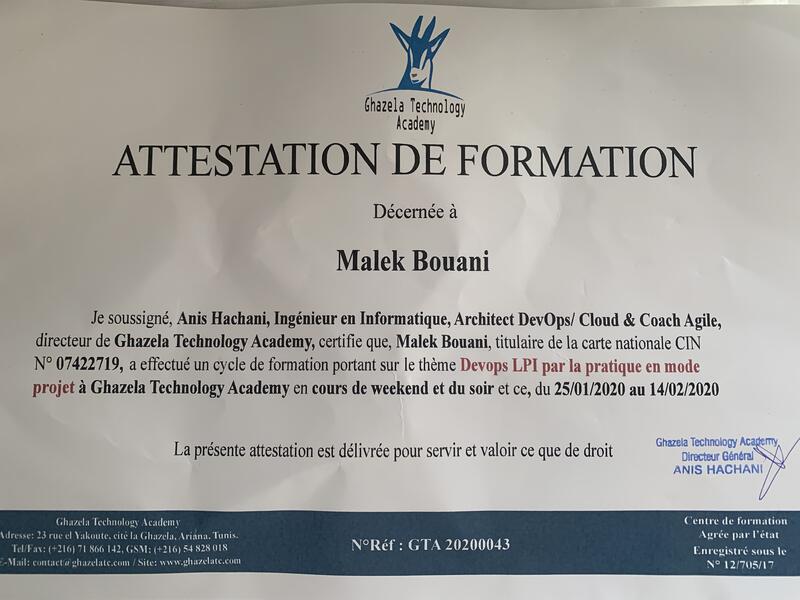 Ghazela Technology
Academy
ATTESTATION DE FORMATION
Décernée à
Malek Bouani
Je soussigné, Anis Hachani, Ingénieur en Informatique, Architect DevOps/ Cloud & Coach Agile,
directeur de Ghazela Technology Academy, certifie que, Malek Bouani, titulaire de la carte nationale CIN
N° 07422719, a effectué un cycle de formation portant sur le thème Devops LPI par la pratique en mode
projet à Ghazela Technology Academy en cours de weekend et du soir et ce, du 25/01/2020 au 14/02/2020
La présente attestation est délivrée pour servir et valoir ce que de droit
Ghazela Technology Academy
Directeur Général
ANIS HACHANI
Ghazela Technology Academy
Adresse: 23 rue el Yakoute, cité la Ghazela, Ariana, Tunis.
Tel/Fax: (+216) 71 866 142, GSM: (+216) 54 828 018
E-Mail: contact@ghazelatc.com / Site: www.ghazelatc.com
N°Réf : GTA 20200043
Centre de formation
Agrée par l'état
Enregistré sous le
N° 12/705/17